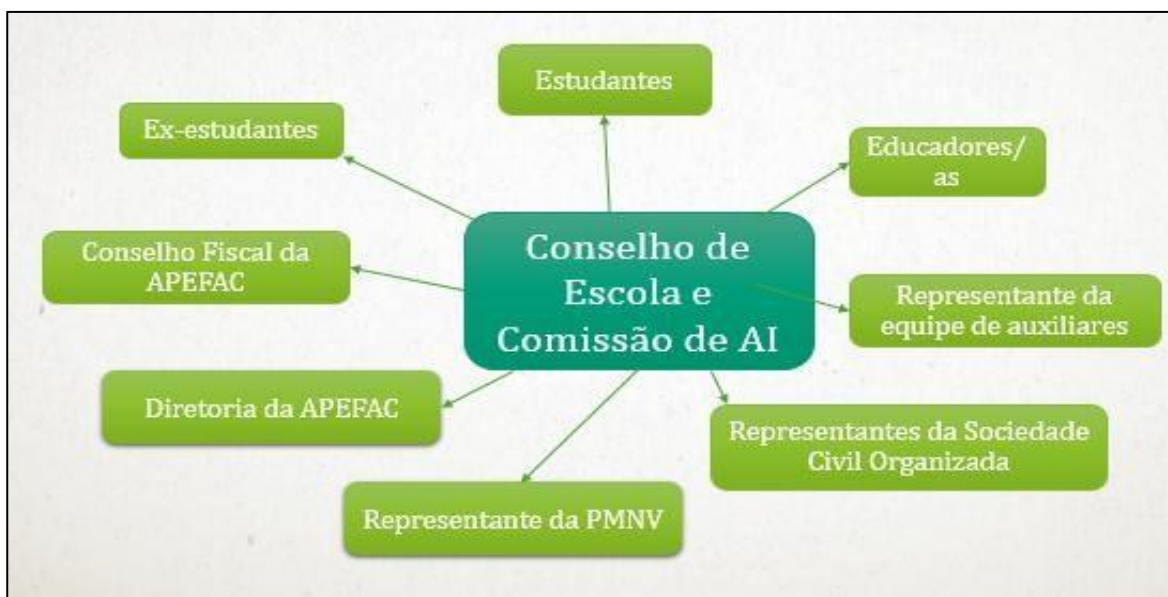 Estudantes
Ex-estudantes
Educadores/
as
Conselho de
Escola e
Comissão de AI
Conselho Fiscal da
APEFAC
Representante da
equipe de auxiliares
Diretoria da APEFAC
Representantes da Sociedade
Civil Organizada
Representante da PMNV